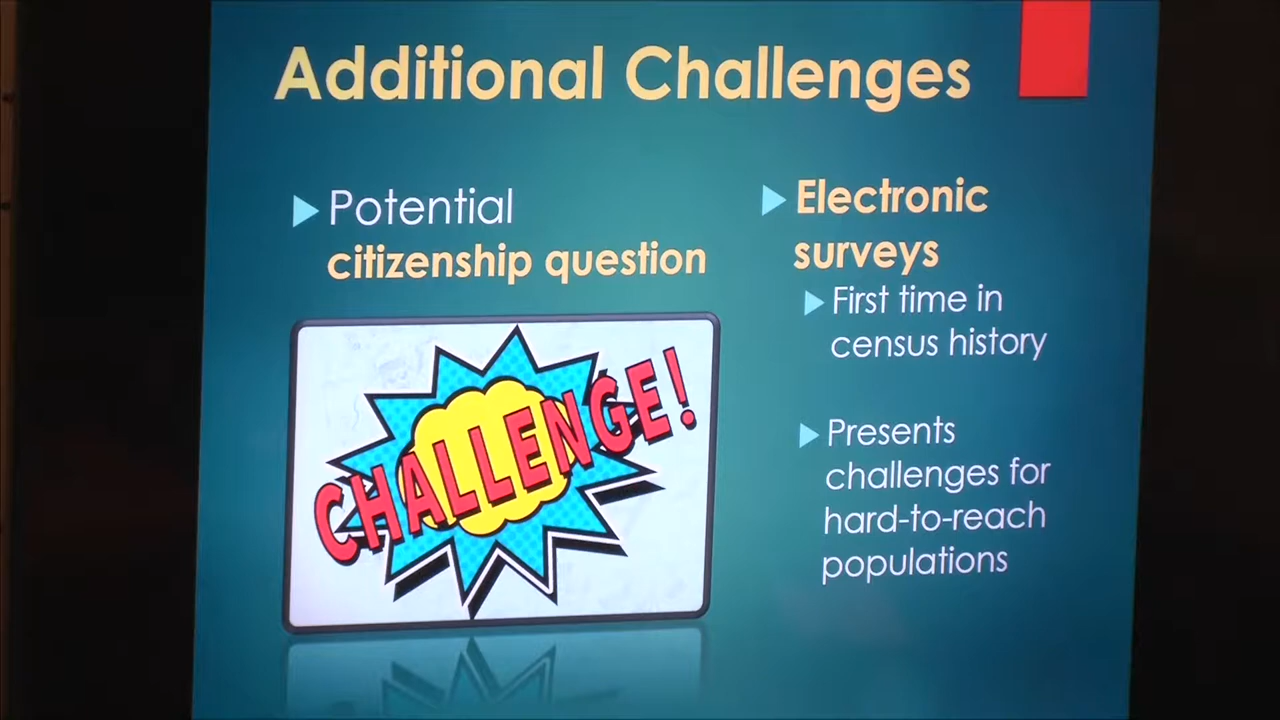 Additional Challenges
Potential
citizenship question
CHALLENGE!
Electronic
surveys
First time in
census history
Presents
challenges for
hard-to-reach
populations